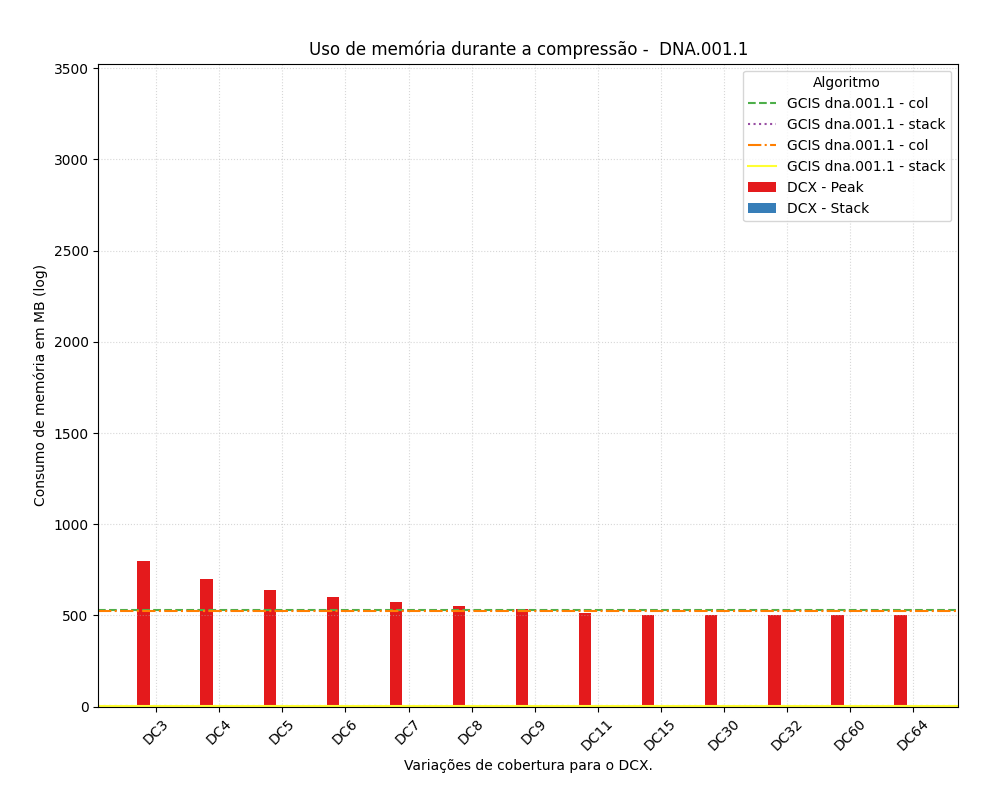 Uso de memória durante a compressão -  DNA.001.1
Algoritmo
GCIS dna.001.1 - col
GCIS dna.001.1 - stack
GCIS dna.001.1 - col
GCIS dna.001.1 - stack
DCX - Peak
DCX - Stack
Consumo de memória em MB (log)
3500
3000
2500
2000
1500
1000
500
0
DC3
DC4
DC5
DC6
DC7
DC8
DC9
DC11
DC15
DC30
DC32
DC60
DC64
Variações de cobertura para o DCX.